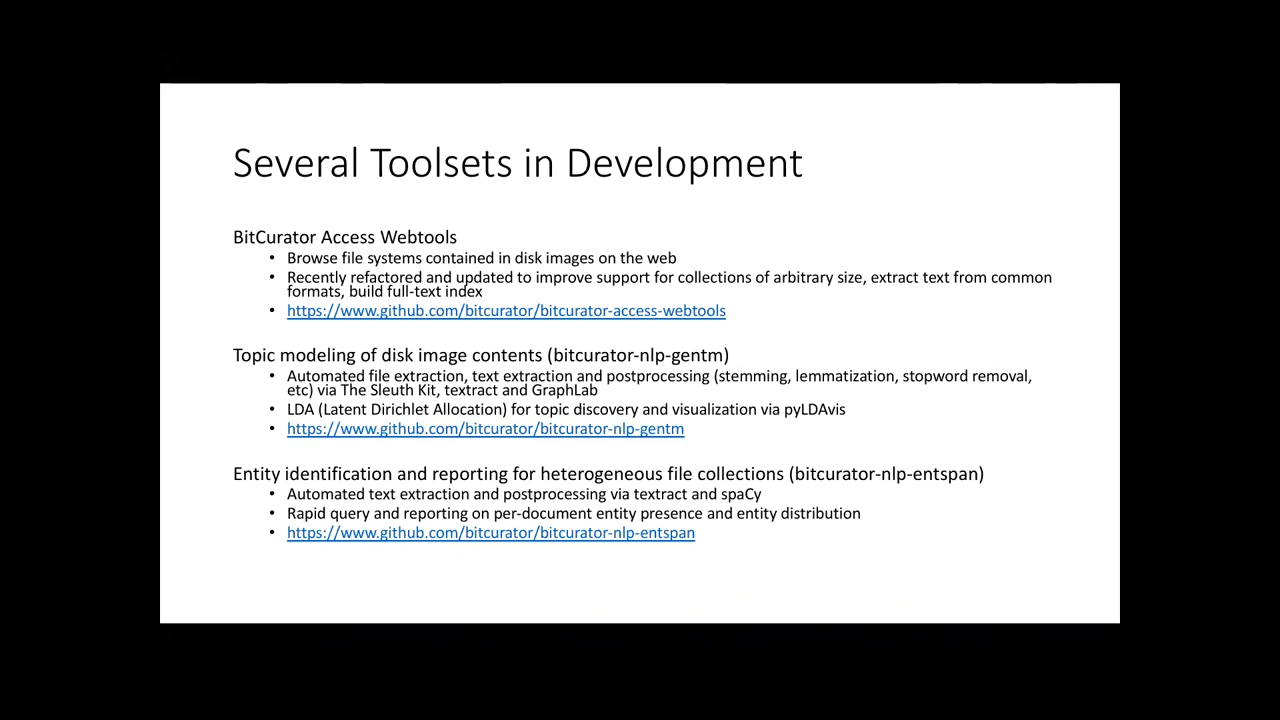 Several Toolsets in Development
BitCurator Access Webtools
• Browse file systems contained in disk images on the web
• Recently refactored and updated to improve support for collections of arbitrary size, extract text from common
formats, build full-text index
• https://www.github.com/bitcurator/bitcurator-access-webtools
Topic modeling of disk image contents (bitcurator-nlp-gentm)
• Automated file extraction, text extraction and postprocessing (stemming, lemmatization, stopword removal,
etc) via The Sleuth Kit, textract and GraphLab
• LDA (Latent Dirichlet Allocation) for topic discovery and visualization via pyLDAvis
• https://www.github.com/bitcurator/bitcurator-nlp-gentm
Entity identification and reporting for heterogeneous file collections (bitcurator-nlp-entspan)
• Automated text extraction and postprocessing via textract and spaCy
• Rapid query and reporting on per-document entity presence and entity distribution
• https://www.github.com/bitcurator/bitcurator-nlp-entspan